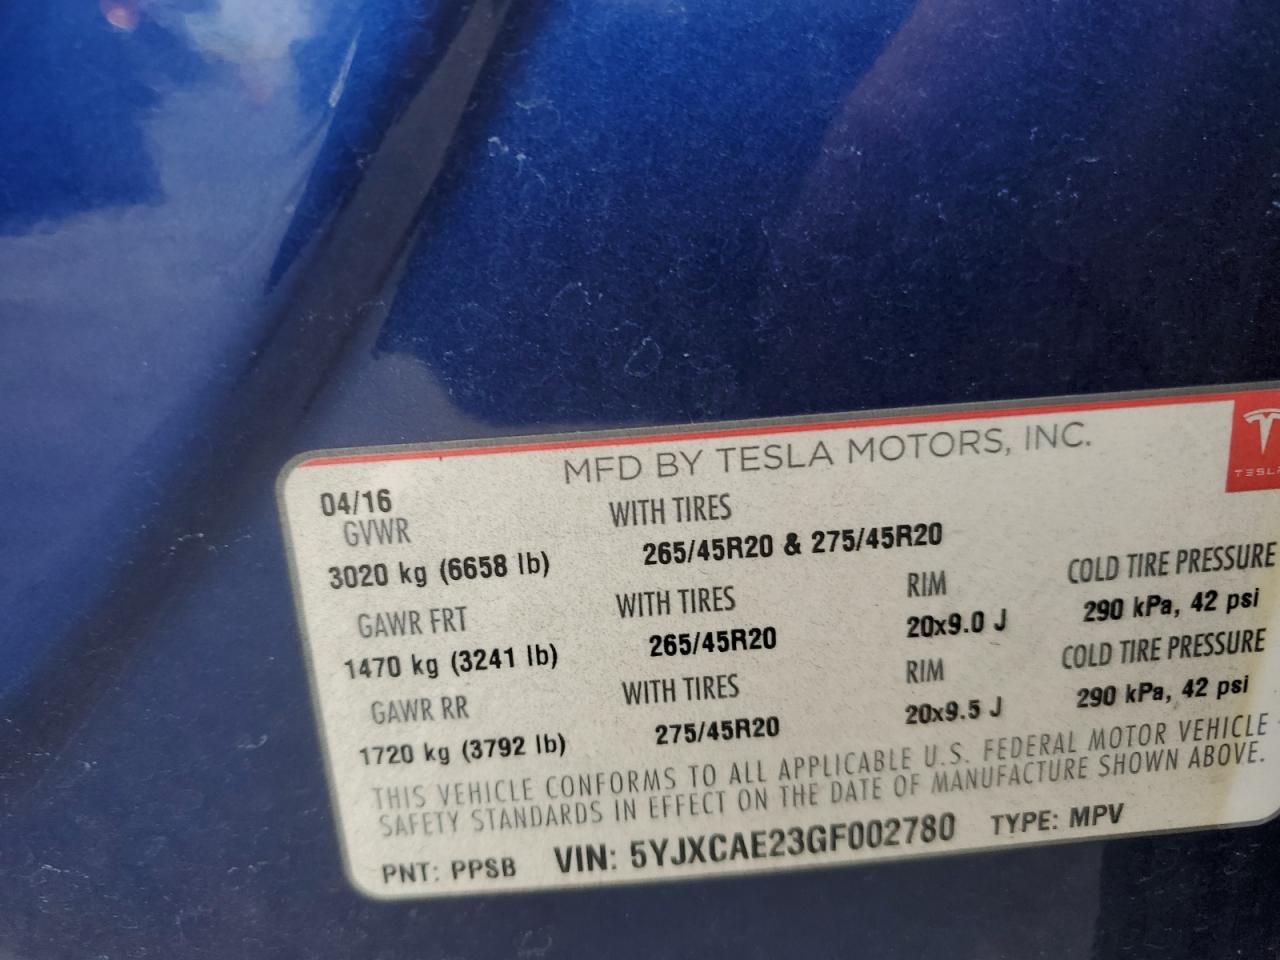 MFD BY TESLA MOTORS, INC.
TESLA
04/16
GVWR WITH TIRES
3020 kg (6658 lb) 265/45R20 & 275/45R20
GAWR FRT WITH TIRES RIM COLD TIRE PRESSURE
1470 kg (3241 lb) 265/45R20 20x9.0 J 290 kPa, 42 psi
GAWR RR WITH TIRES RIM COLD TIRE PRESSURE
1720 kg (3792 lb) 275/45R20 20x9.5 J 290 kPa, 42 psi
THIS VEHICLE CONFORMS TO ALL APPLICABLE U.S. FEDERAL MOTOR VEHICLE
SAFETY STANDARDS IN EFFECT ON THE DATE OF MANUFACTURE SHOWN ABOVE.
PNT: PPSB VIN: 5YJXCAE23GF002780 TYPE: MPV